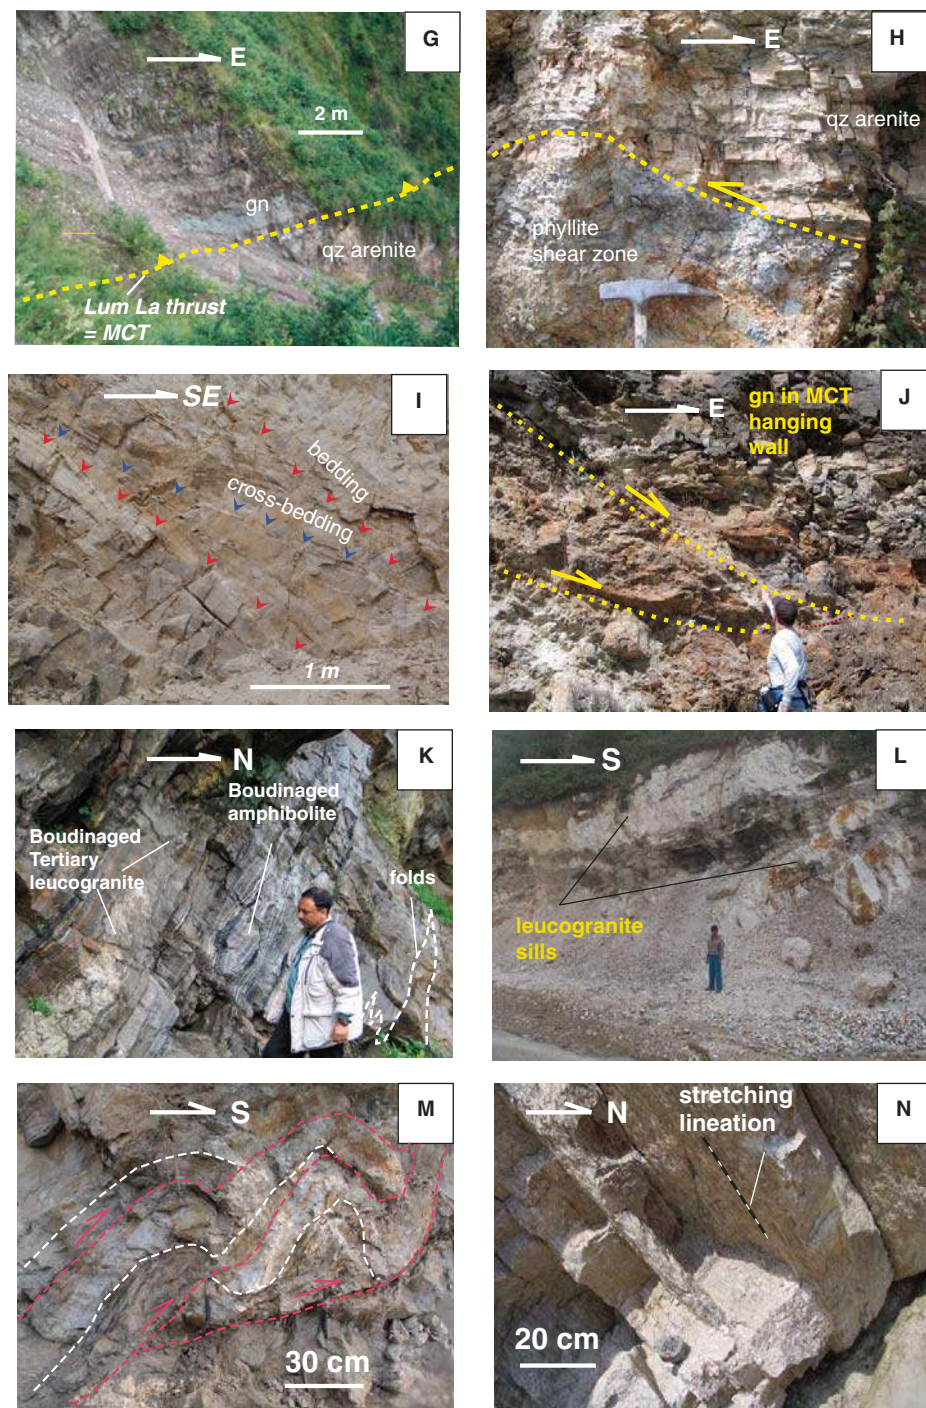 G
E
2 m
gn
qz arenite
Lum La thrust
= MCT
H
E
qz arenite
phyllite
shear zone
I
SE
bedding
cross-bedding
1 m
J
E
gn in MCT
hanging
wall
K
N
Boudinaged
amphibolite
Boudinaged
Tertiary
leucogranite
folds
L
S
leucogranite
sills
M
S
30 cm
N
N
stretching
lineation
20 cm